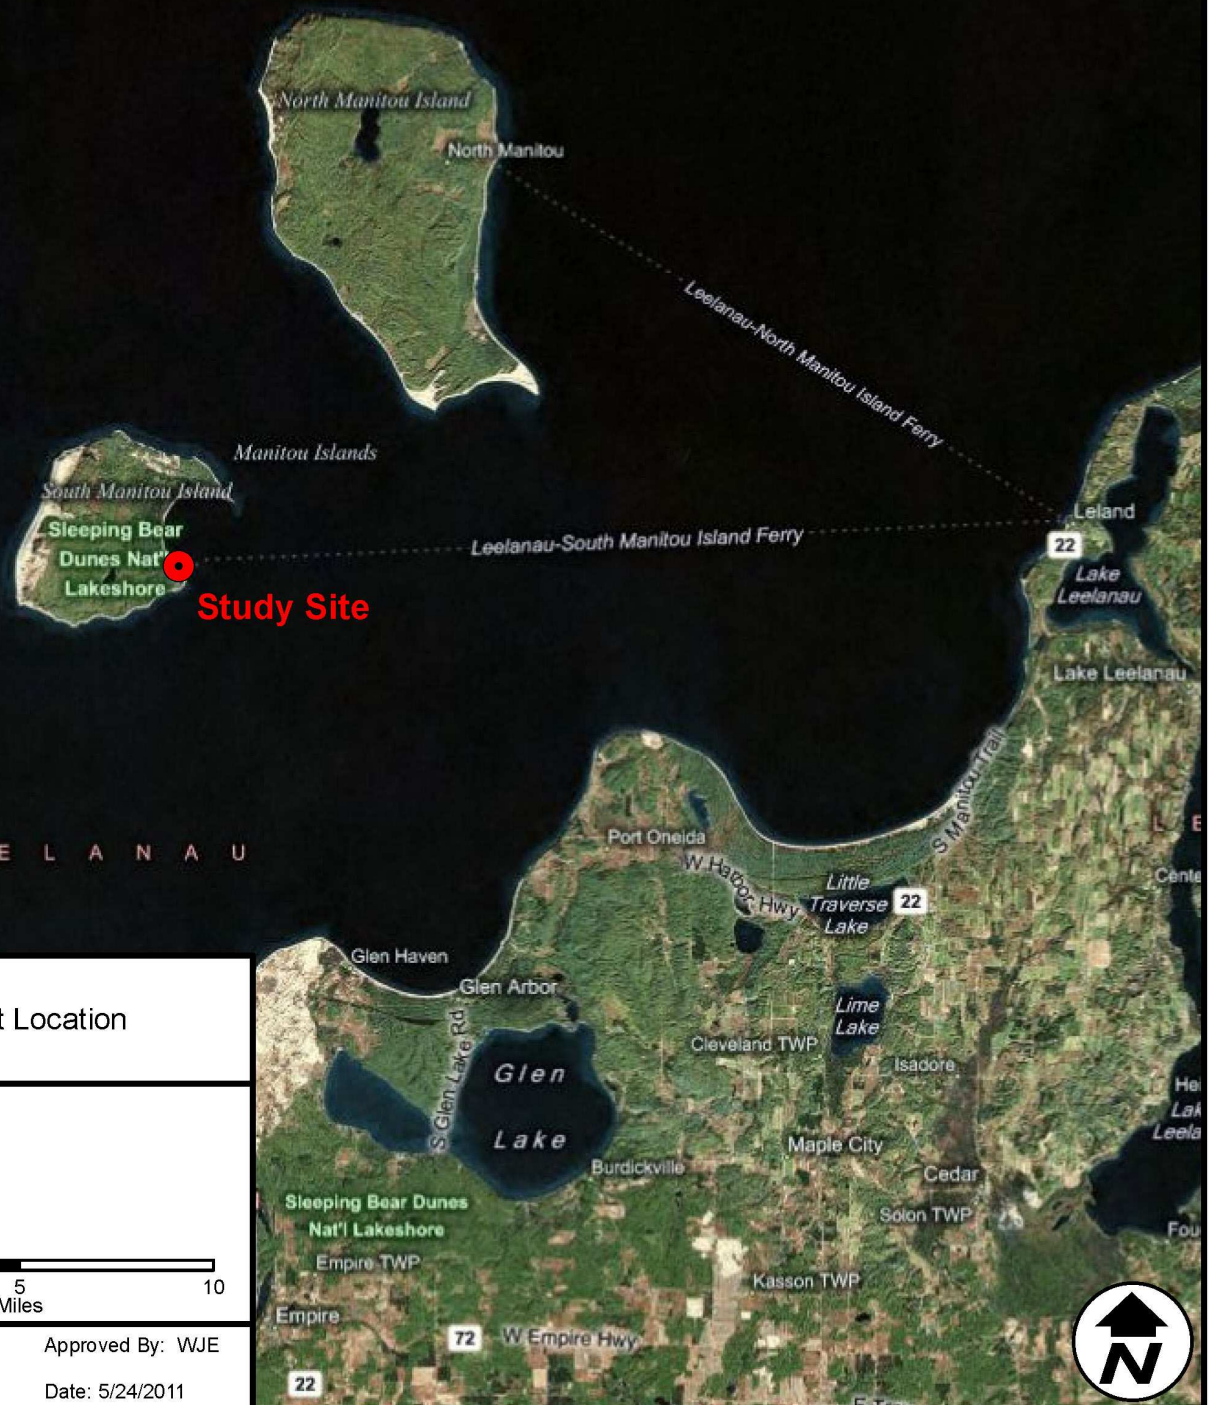 North Manitou Island
North Manitou
Leelanau-North Manitou Island Ferry
Manitou Islands
South Manitou Island
Sleeping Bear
Dunes Nat'l
Lakeshore
Study Site
Leelanau-South Manitou Island Ferry
Leland
22
Lake
Leelanau
Lake Leelanau
S Manitou Trail
Port Oneida
W Harbor Hwy
Little
Traverse
Lake
22
E L A N A U
L E
Cente
Glen Haven
Glen Arbor
S Glen Lake Rd
Glen
Lake
Lime
Lake
Cleveland TWP
Isadore
Maple City
Burdickville
Cedar
Solon TWP
Lak
Leela
Fou
Sleeping Bear Dunes
Nat'l Lakeshore
Empire TWP
Kasson TWP
Empire
72
W Empire Hwy
22
N
t Location
5
10
Miles
Approved By: WJE
Date: 5/24/2011